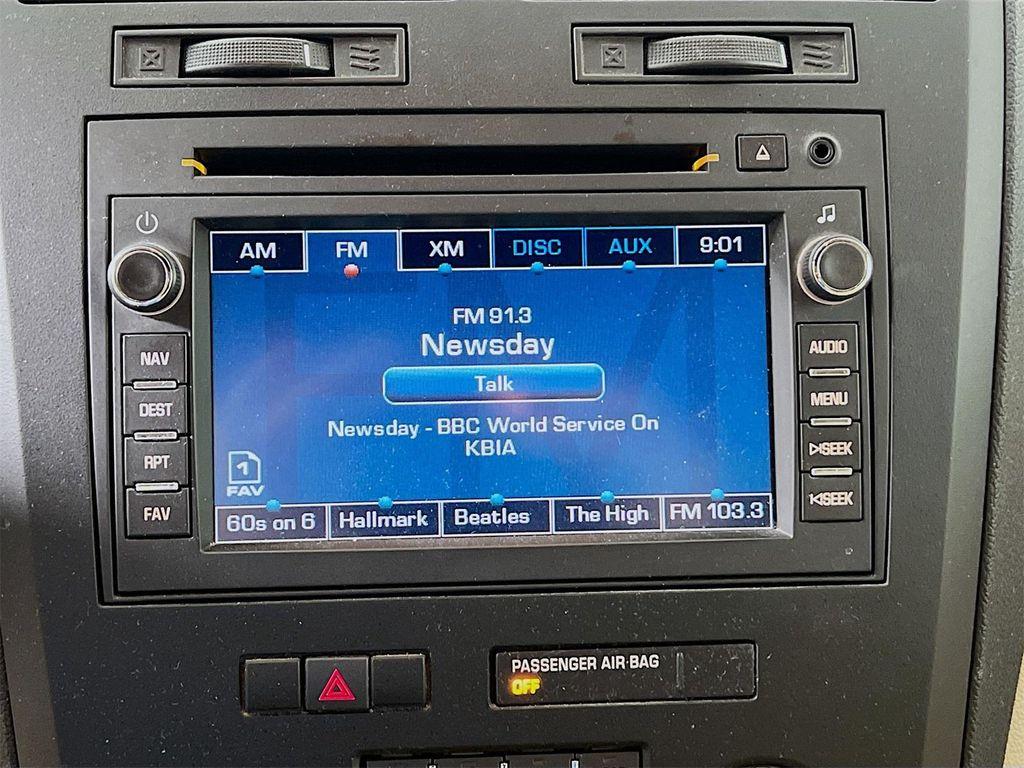 AM FM XM DISC AUX 9:01
FM 91.3
Newsday
Talk
Newsday - BBC World Service On
KBIA
1
FAV
60s on 6 Hallmark Beatles The High FM 103.3
NAV
DEST
RPT
FAV
AUDIO
MENU
SEEK
SEEK
PASSENGER AIR BAG
OFF